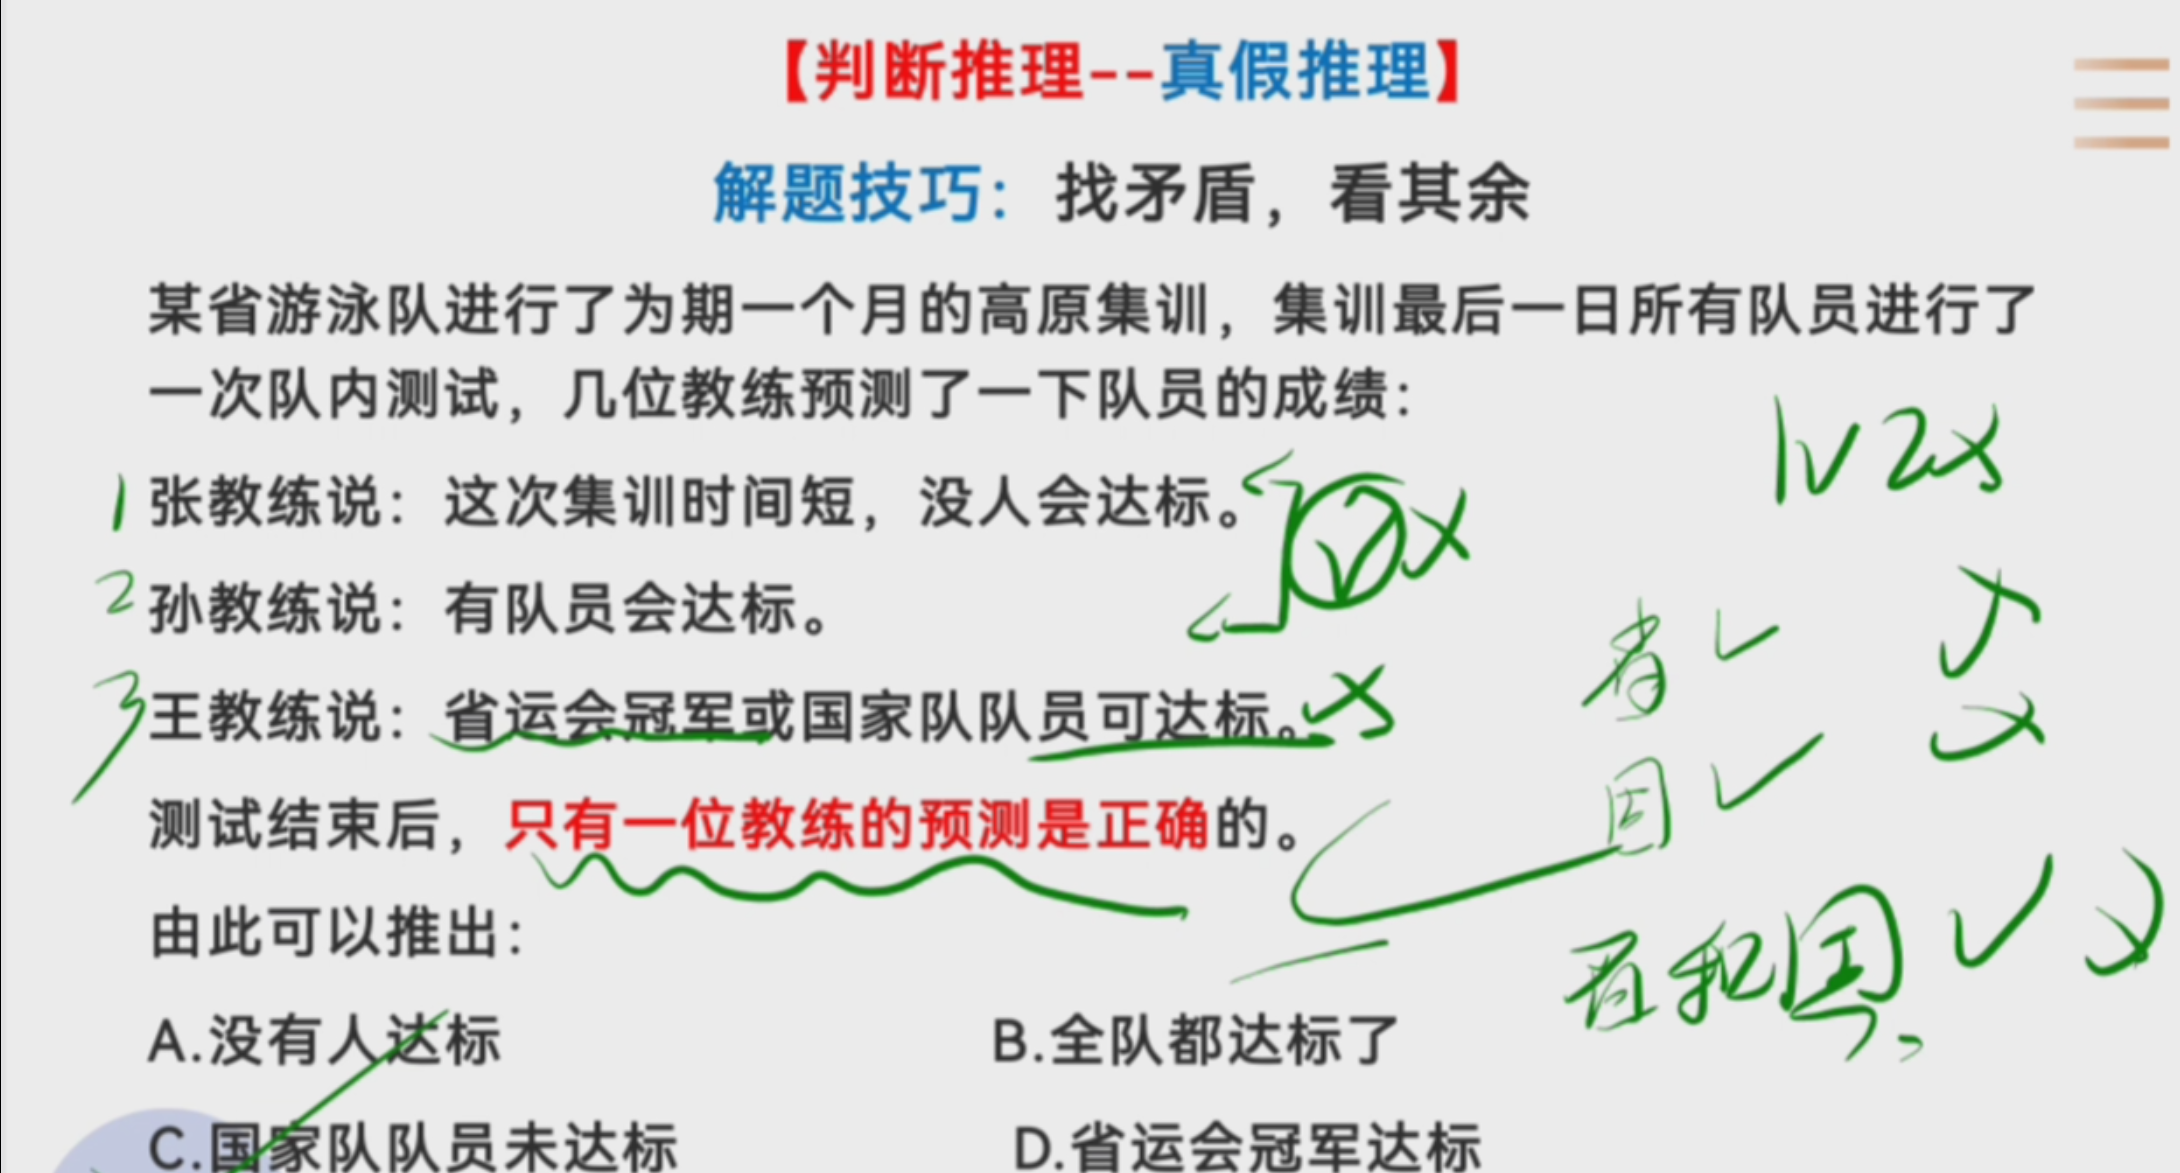 【判断推理--真假推理】
解题技巧：找矛盾，看其余
某省游泳队进行了为期一个月的高原集训，集训最后一日所有队员进行了
一次队内测试，几位教练预测了一下队员的成绩：
1 张教练说：这次集训时间短，没人会达标。
2 孙教练说：有队员会达标。
3 王教练说：省运会冠军或国家队队员可达标。
测试结束后，只有一位教练的预测是正确的。
由此可以推出：
A.没有人达标
B.全队都达标了
C.国家队队员未达标
D.省运会冠军达标
1√ 2×
省 √
国 √
省和国 √